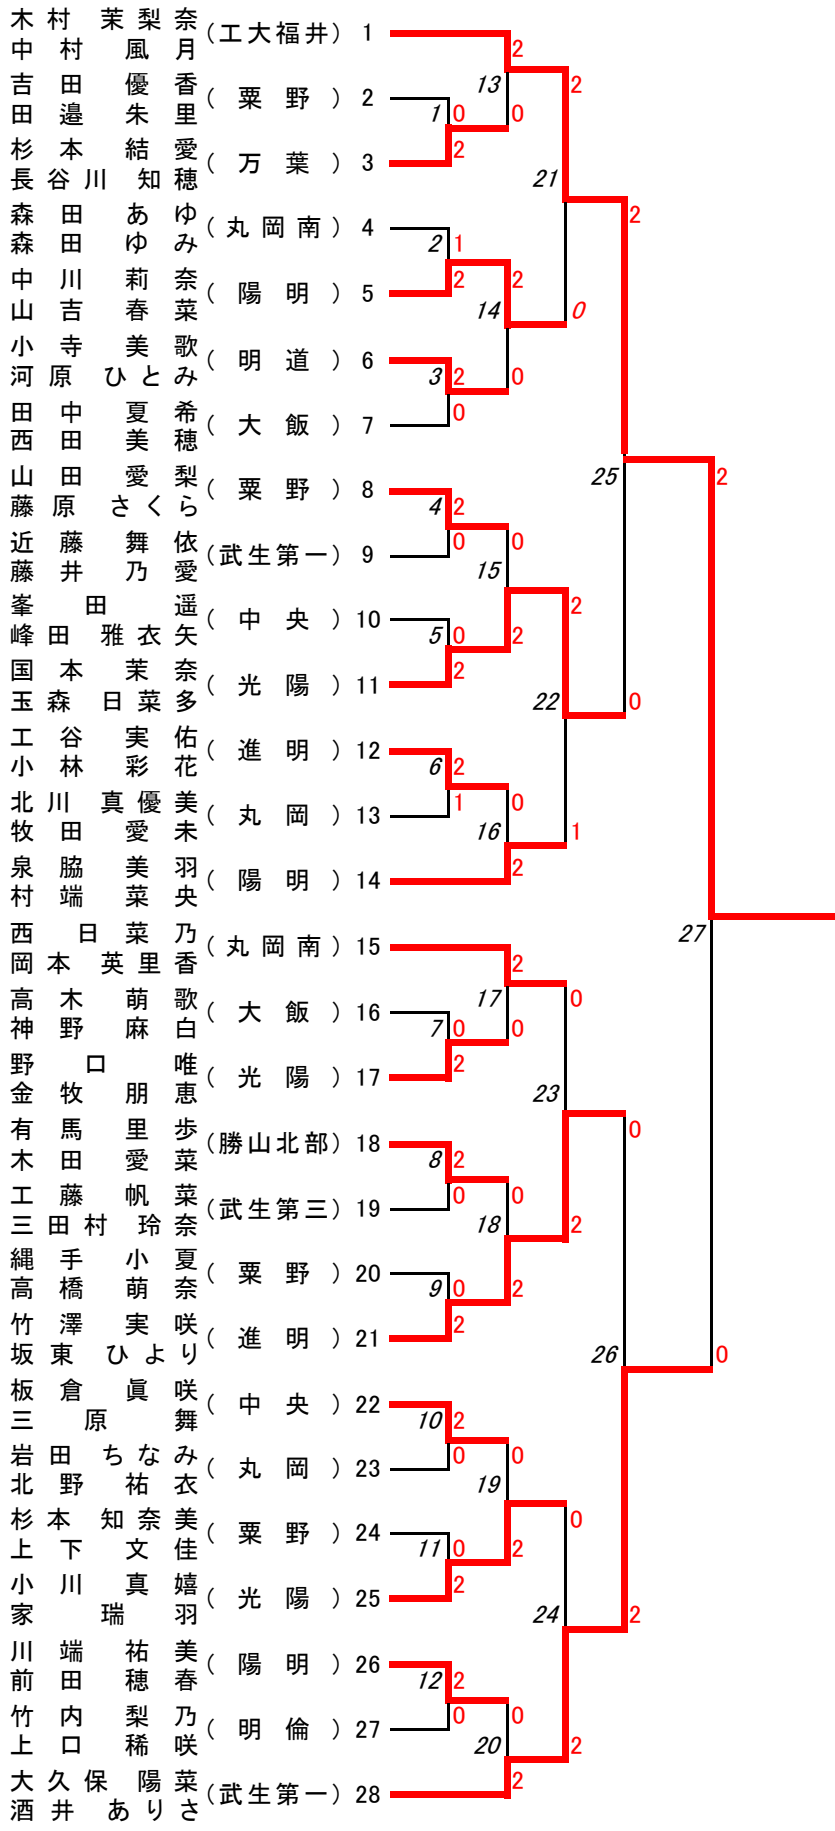 木村 茉梨奈
(工大福井) 1
中村 風月
吉田 優香
(粟野) 2
田邉 朱里
杉本 結愛
(万葉) 3
長谷川 知穂
森田 あゆ
(丸岡南) 4
森田 ゆみ
中川 莉奈
(陽明) 5
山吉 春菜
小寺 美歌
(明道) 6
河原 ひとみ
田中 夏希
(大飯) 7
西田 美穂
山田 愛梨
(粟野) 8
藤原 さくら
近藤 舞依
(武生第一) 9
藤井 乃愛
峯田 遥
(中央) 10
峰田 雅衣矢
国本 茉奈
(光陽) 11
玉森 日菜多
工谷 実佑
(進明) 12
小林 彩花
北川 真優美
(丸岡) 13
牧田 愛未
泉脇 美羽
(陽明) 14
村端 菜央
西 日菜乃
(丸岡南) 15
岡本 英里香
高木 萌歌
(大飯) 16
神野 麻白
野口 唯
(光陽) 17
金牧 朋恵
有馬 里歩
(勝山北部) 18
木田 愛菜
工藤 帆菜
(武生第三) 19
三田村 玲奈
縄手 小夏
(粟野) 20
高橋 萌奈
竹澤 実咲
(進明) 21
坂東 ひより
板倉 眞咲
(中央) 22
三原 舞
岩田 ちなみ
(丸岡) 23
北野 祐衣
杉本 知奈美
(粟野) 24
上下 文佳
小川 真嬉
(光陽) 25
家 瑞羽
川端 祐美
(陽明) 26
前田 穂春
竹内 梨乃
(明倫) 27
上口 稀咲
大久保 陽菜
(武生第一) 28
酒井 ありさ
1 0
2
2 1
2
3 2
0
4 2
0
5 0
2
6 2
1
7 0
2
8 2
0
9 0
2
10 2
0
11 0
2
12 2
0
2
13
0
2
14
0
0
15
2
0
16
2
2
17
0
0
18
2
0
19
2
0
20
2
2
21
0
2
22
1
0
23
2
0
24
2
2
25
0
0
26
2
2
27
0